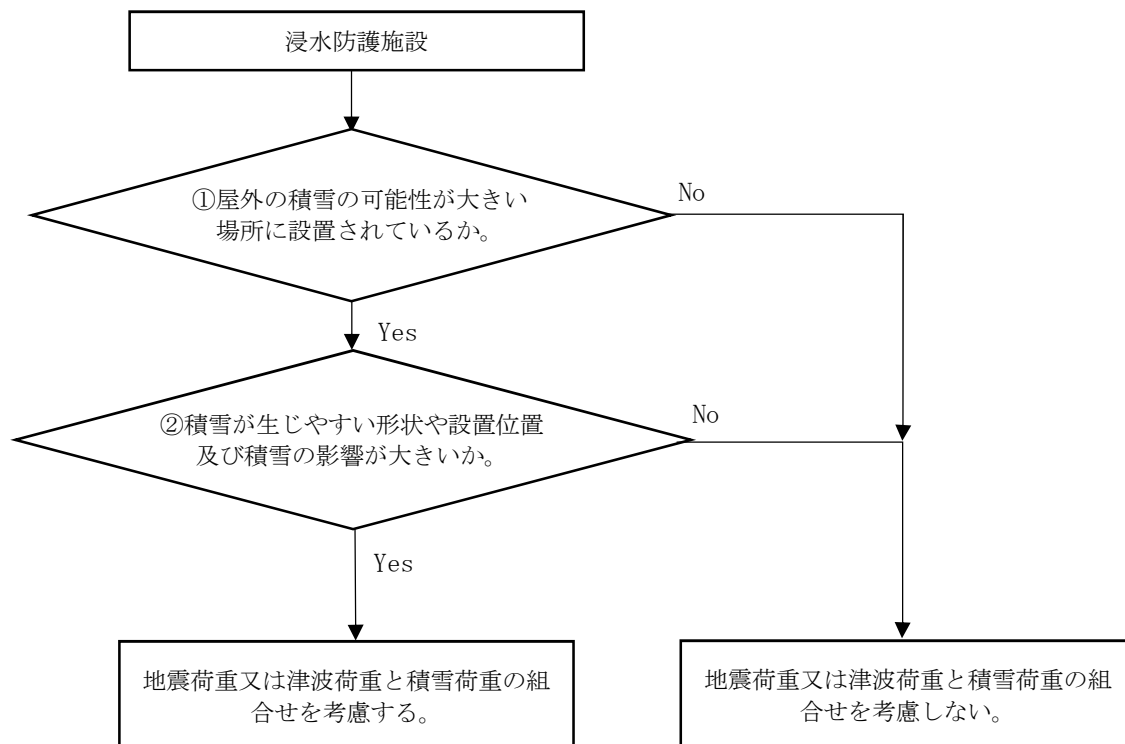 浸水防護施設
①屋外の積雪の可能性が大きい
場所に設置されているか。
No
Yes
②積雪が生じやすい形状や設置位置
及び積雪の影響が大きいか。
No
Yes
地震荷重又は津波荷重と積雪荷重の組
合せを考慮する。
地震荷重又は津波荷重と積雪荷重の組
合せを考慮しない。